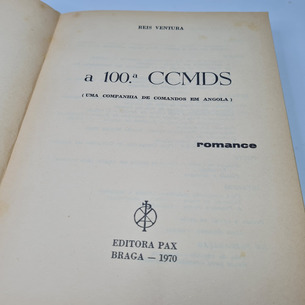 REIS VENTURA
a 100.ª CCMDS
(UMA COMPANHIA DE COMANDOS EM ANGOLA)
romance
EDITORA PAX
BRAGA — 1970